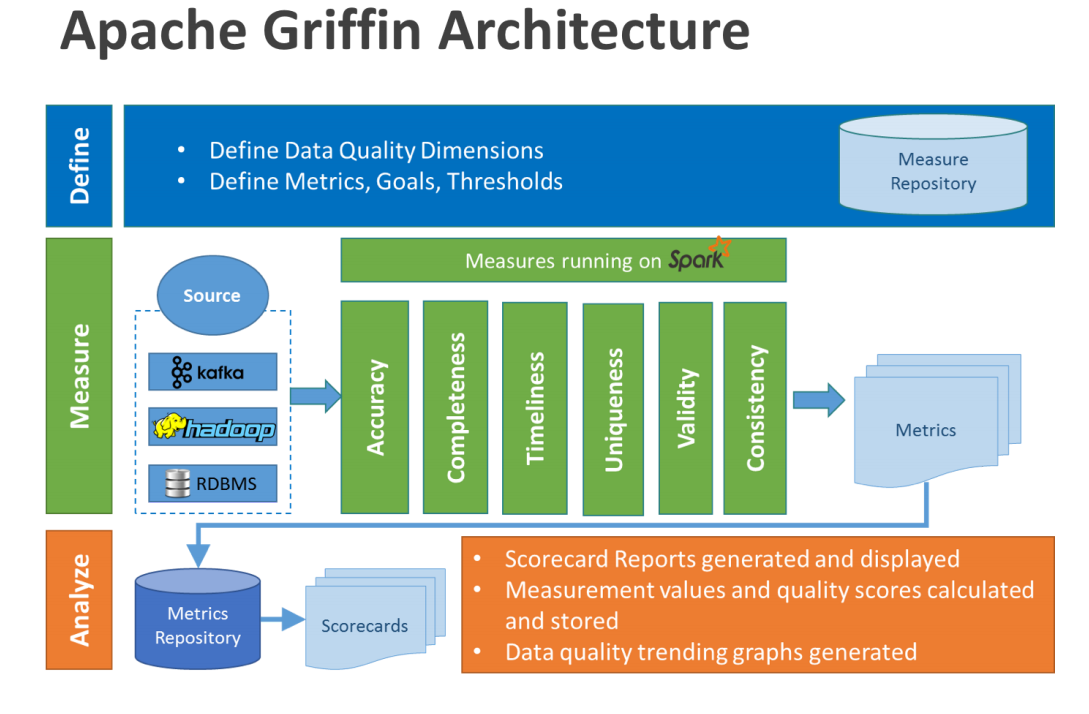 Apache Griffin Architecture
Define
• Define Data Quality Dimensions
• Define Metrics, Goals, Thresholds
Measure
Repository
Measure
Source
kafka
hadoop
RDBMS
Measures running on Spark
Accuracy
Completeness
Timeliness
Uniqueness
Validity
Consistency
Metrics
Analyze
Metrics
Repository
Scorecards
• Scorecard Reports generated and displayed
• Measurement values and quality scores calculated
and stored
• Data quality trending graphs generated